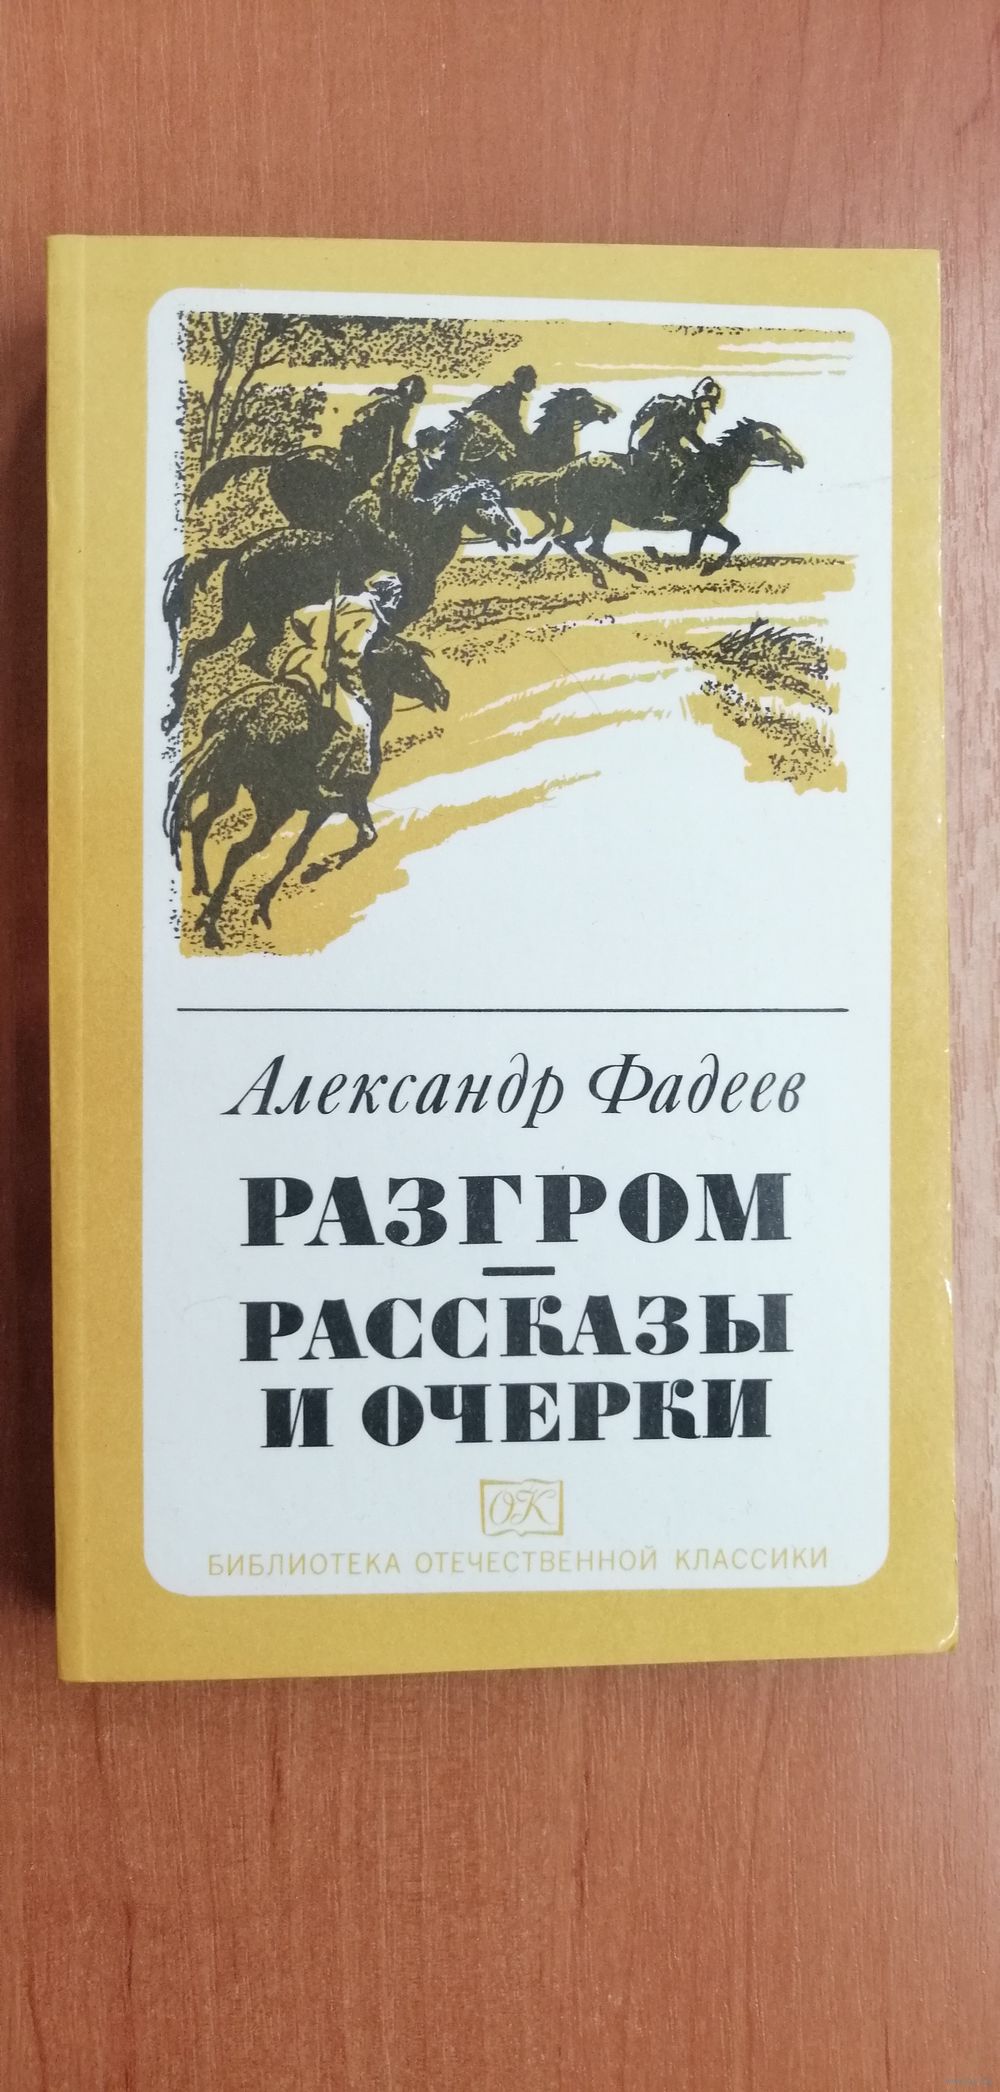 Александр Фадеев
РАЗГРОМ
РАССКАЗЫ
И ОЧЕРКИ
ОК
БИБЛИОТЕКА ОТЕЧЕСТВЕННОЙ КЛАССИКИ